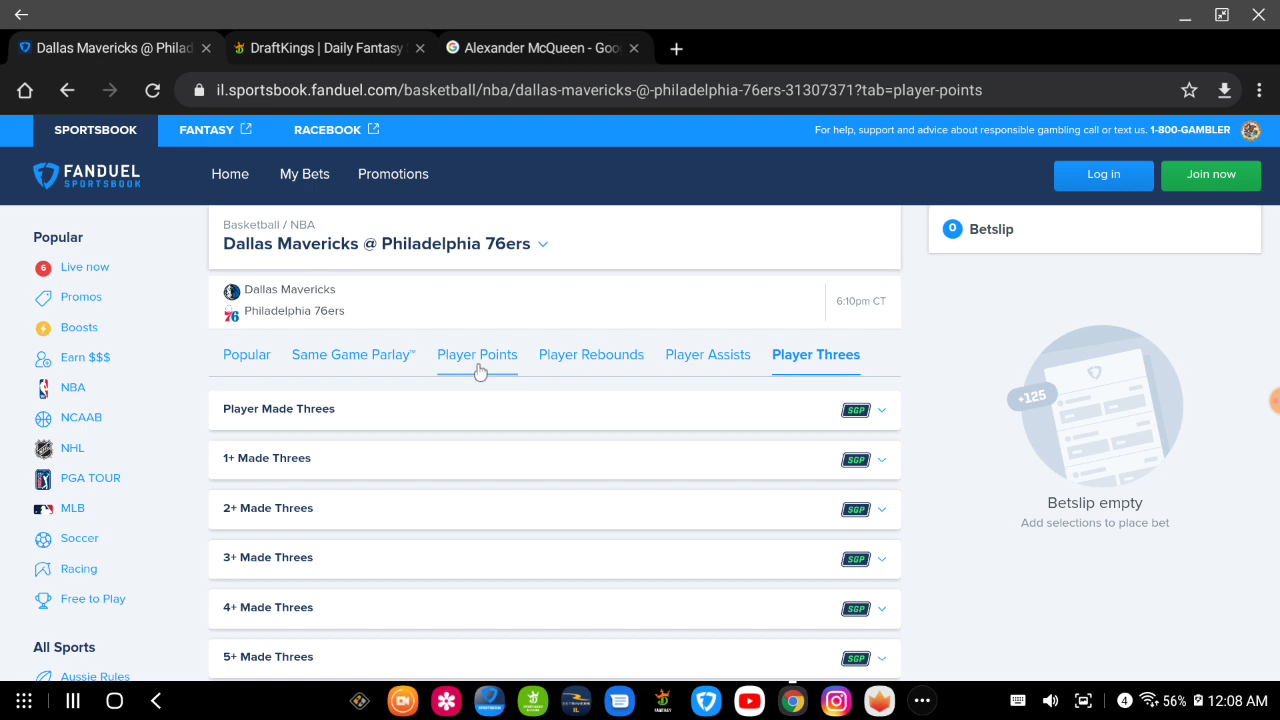 Dallas Mavericks @ Philad
DraftKings | Daily Fantasy
Alexander McQueen - Goo
il.sportsbook.fanduel.com/basketball/nba/dallas-mavericks-@-philadelphia-76ers-31307371?tab=player-points
SPORTSBOOK
FANTASY
RACEBOOK
For help, support and advice about responsible gambling call or text us. 1-800-GAMBLER
FANDUEL
SPORTSBOOK
Home
My Bets
Promotions
Log in
Join now
Popular
6 Live now
Promos
Boosts
Earn $$$
NBA
NCAAB
NHL
PGA TOUR
MLB
Soccer
Racing
Free to Play
All Sports
Aussie Rules
Basketball / NBA
Dallas Mavericks @ Philadelphia 76ers
Dallas Mavericks
76 Philadelphia 76ers
6:10pm CT
Popular
Same Game Parlay™
Player Points
Player Rebounds
Player Assists
Player Threes
Player Made Threes SGP
1+ Made Threes SGP
2+ Made Threes SGP
3+ Made Threes SGP
4+ Made Threes SGP
5+ Made Threes SGP
0 Betslip
+125
Betslip empty
Add selections to place bet
4 56% 12:08 AM